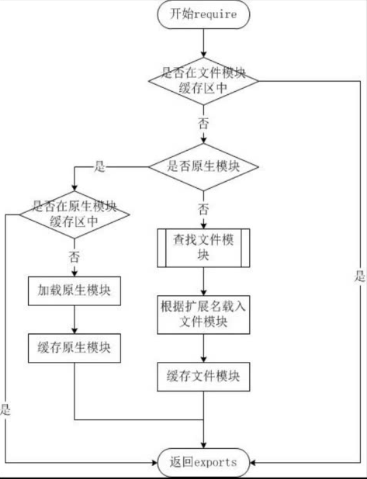 开始require
是否在文件模块
缓存区中
否
是
是否原生模块
是否在原生模块
缓存区中
否
查找文件模
块
否
加载原生模块
根据扩展名载入
文件模块
是
缓存原生模块
缓存文件模块
是
返回exports